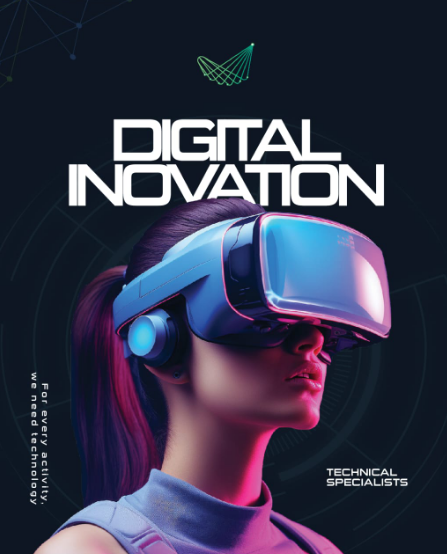 DIGITAL
INOVATION
For every activity,
we need technology
TECHNICAL
SPECIALISTS